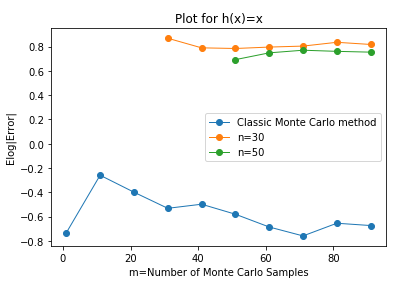 Plot for h(x)=x
Elog|Error|
0.8
0.6
0.4
0.2
0.0
−0.2
−0.4
−0.6
−0.8
Classic Monte Carlo method
n=30
n=50
0 20 40 60 80
m=Number of Monte Carlo Samples